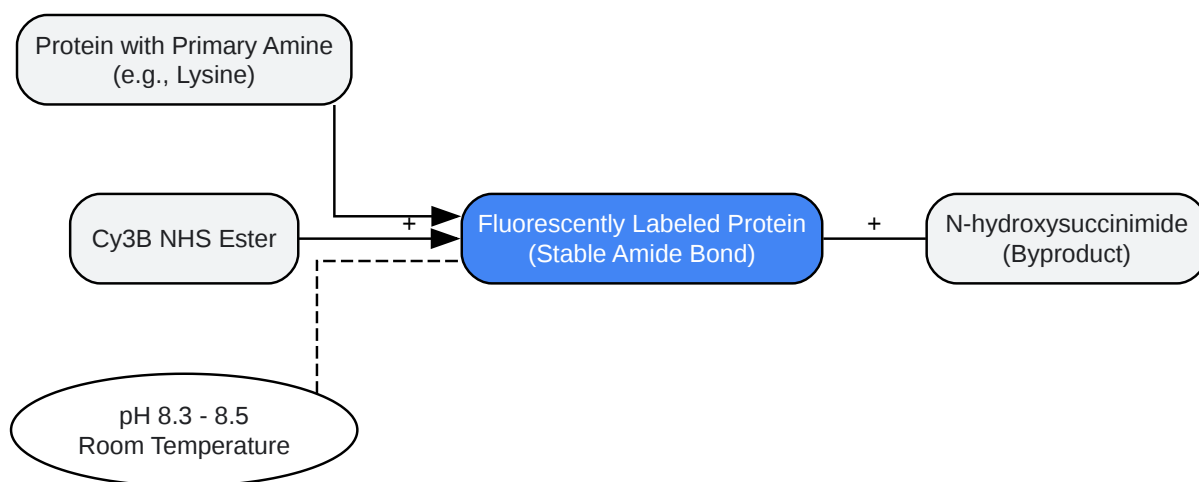 Protein with Primary Amine
(e.g., Lysine)
Cy3B NHS Ester
+
Fluorescently Labeled Protein
(Stable Amide Bond)
+
N-hydroxysuccinimide
(Byproduct)
pH 8.3 - 8.5
Room Temperature